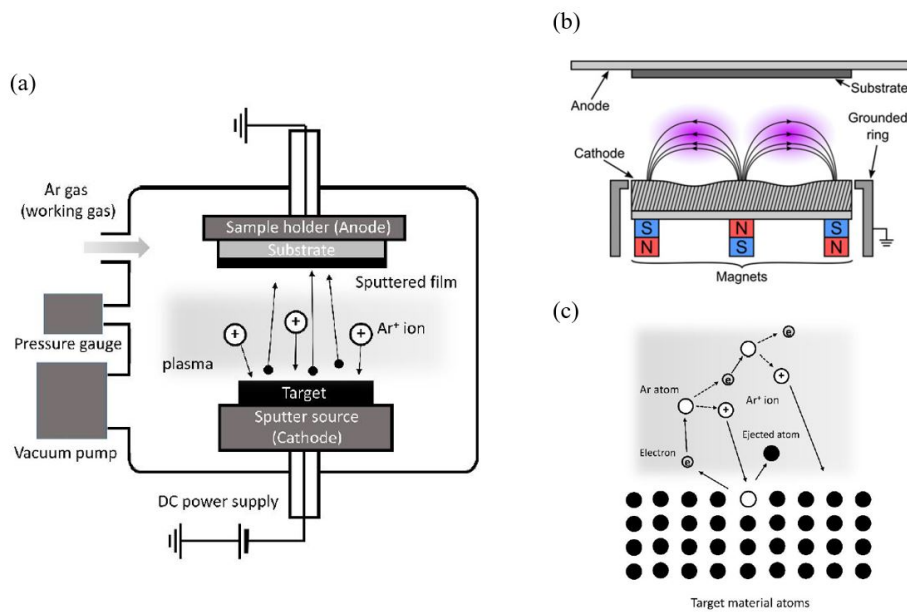 (a)
Ar gas
(working gas)
Pressure gauge
Vacuum pump
Sample holder (Anode)
Substrate
Sputtered film
+
+
+
Ar+ ion
plasma
Target
Sputter source
(Cathode)
DC power supply
(b)
Substrate
Anode
Grounded
ring
Cathode
S
N
S
N
S
N
Magnets
(c)
e
Ar atom
e
+
+
Ar+ ion
Ejected atom
Electron
e
Target material atoms